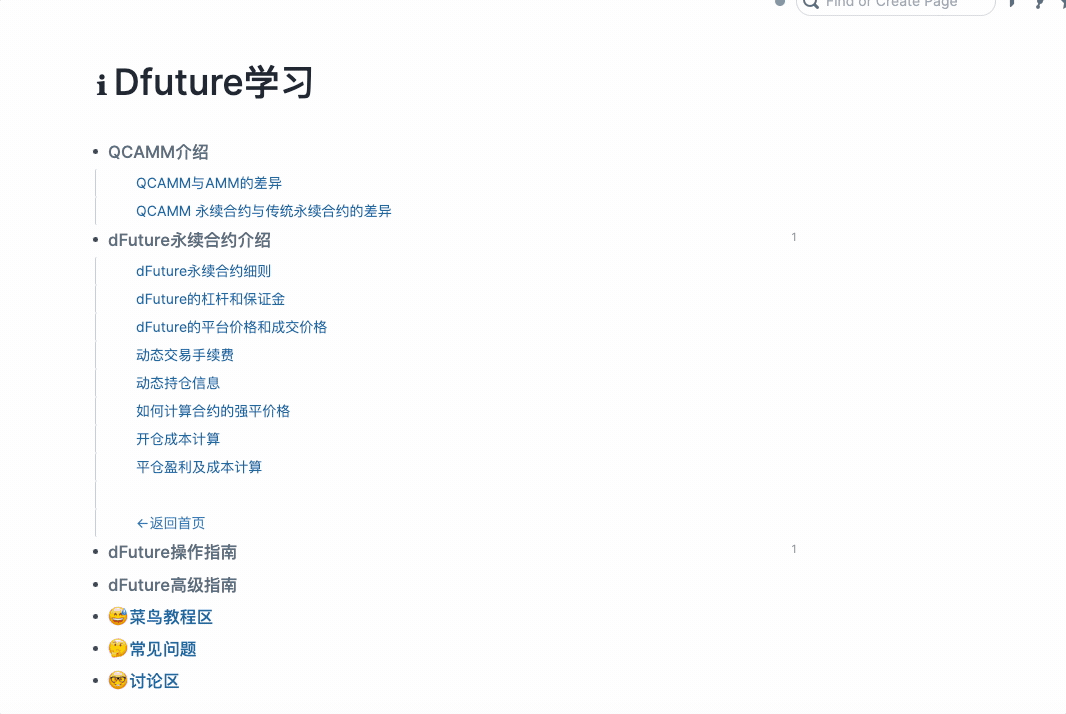 Find or Create Page
ℹ Dfuture学习
QCAMM介绍
QCAMM与AMM的差异
QCAMM 永续合约与传统永续合约的差异
dFuture永续合约介绍
1
dFuture永续合约细则
dFuture的杠杆和保证金
dFuture的平台价格和成交价格
动态交易手续费
动态持仓信息
如何计算合约的强平价格
开仓成本计算
平仓盈利及成本计算
←返回首页
dFuture操作指南
1
dFuture高级指南
😅菜鸟教程区
🤔常见问题
🤓讨论区